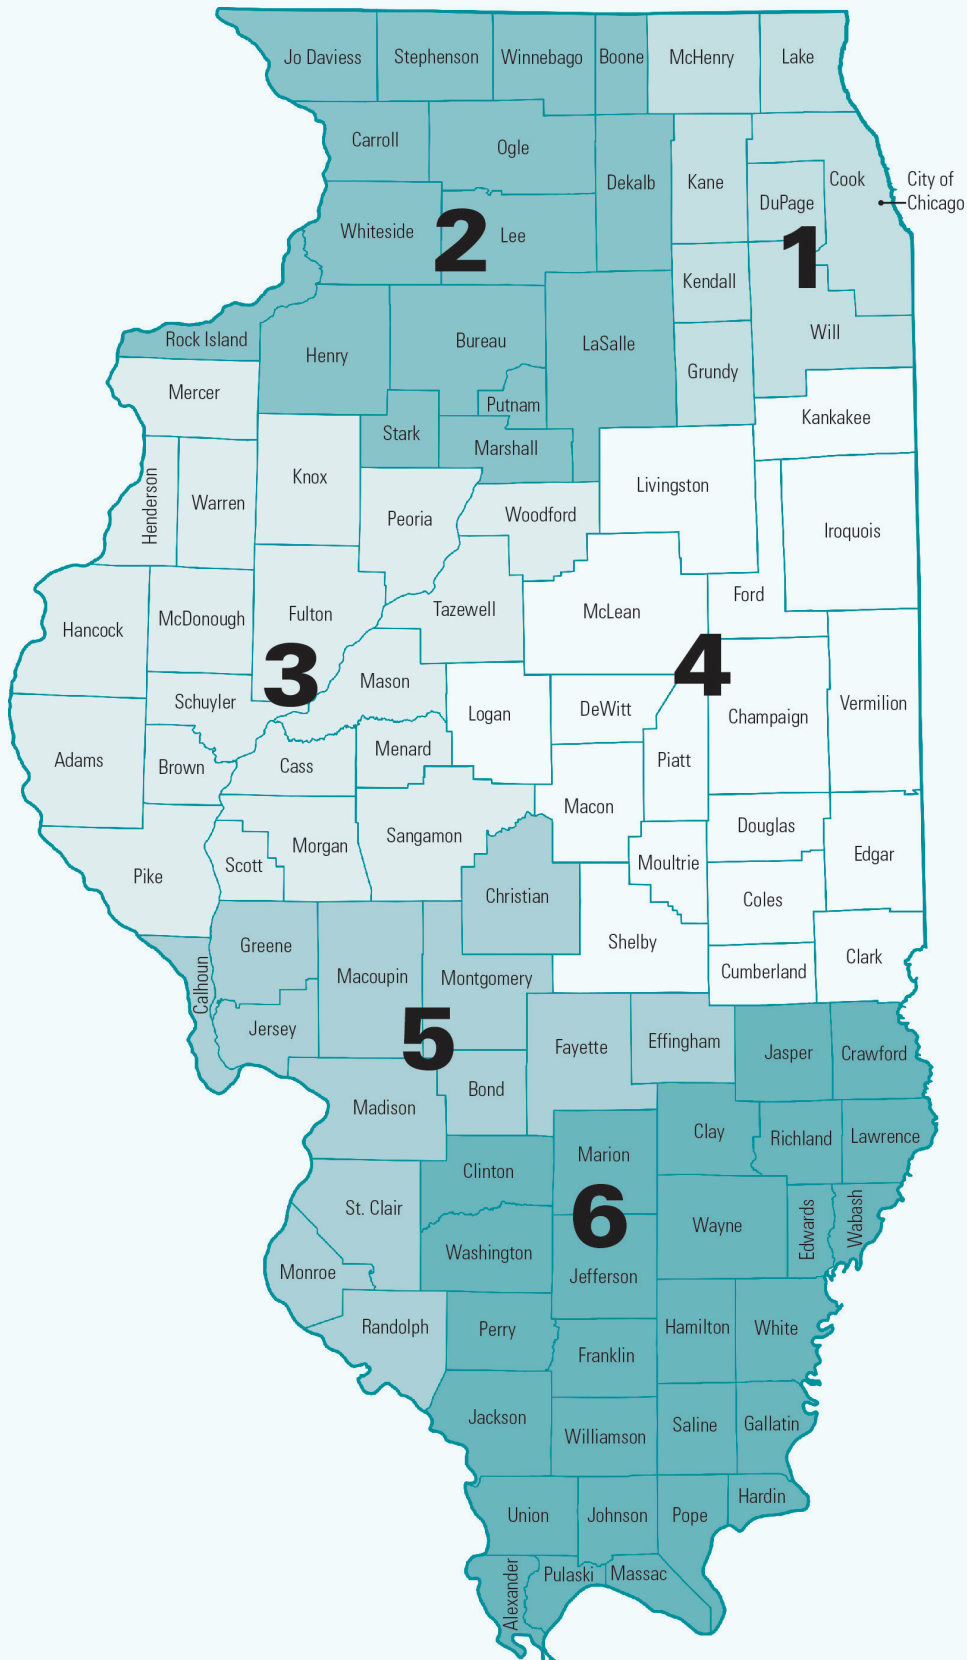 Jo Daviess
Stephenson
Winnebago
Boone
McHenry
Lake
Carroll
Ogle
Dekalb
Kane
Cook
City of
Chicago
DuPage
Whiteside
2
Lee
1
Kendall
Will
Rock Island
Henry
Bureau
LaSalle
Grundy
Mercer
Putnam
Kankakee
Stark
Marshall
Henderson
Warren
Knox
Peoria
Woodford
Livingston
Iroquois
Hancock
McDonough
Fulton
Tazewell
McLean
Ford
3
4
Schuyler
Mason
Logan
DeWitt
Champaign
Vermilion
Adams
Brown
Cass
Menard
Piatt
Macon
Douglas
Pike
Scott
Morgan
Sangamon
Moultrie
Edgar
Christian
Coles
Greene
Shelby
Calhoun
Macoupin
Montgomery
Cumberland
Clark
Jersey
5
Fayette
Effingham
Jasper
Crawford
Madison
Bond
Clay
Richland
Lawrence
Marion
Clinton
St. Clair
6
Wayne
Edwards
Wabash
Washington
Monroe
Jefferson
Randolph
Perry
Hamilton
White
Franklin
Jackson
Williamson
Saline
Gallatin
Union
Johnson
Pope
Hardin
Alexander
Pulaski
Massac